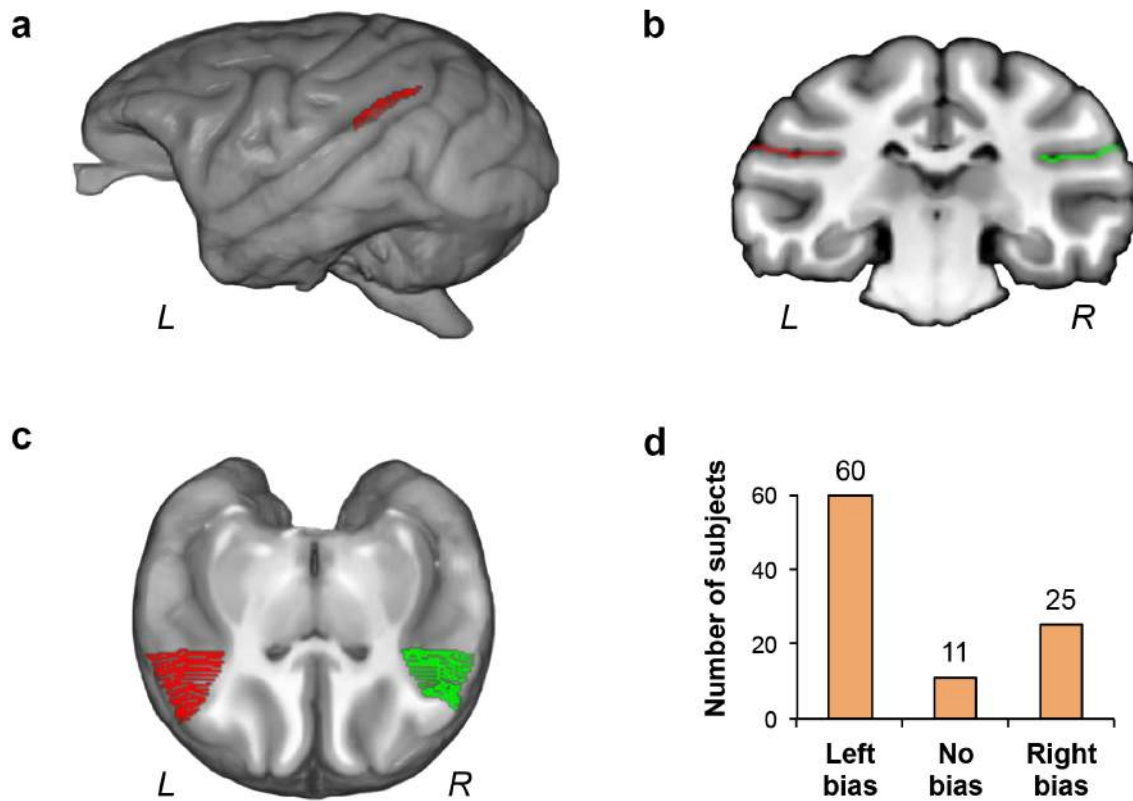 a
L
b
L
R
c
L
R
d
Number of subjects
60
40
20
0
60
11
25
Left bias
No bias
Right bias